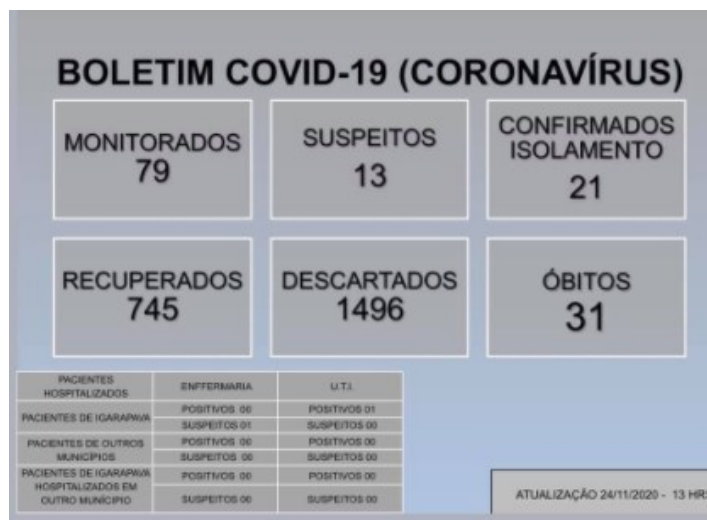 BOLETIM COVID-19 (CORONAVÍRUS)
MONITORADOS
79
SUSPEITOS
13
CONFIRMADOS
ISOLAMENTO
21
RECUPERADOS
745
DESCARTADOS
1496
ÓBITOS
31
PACIENTES
HOSPITALIZADOS
ENFFERMARIA
U.T.I.
PACIENTES DE IGARAPAVA
POSITIVOS 00
POSITIVOS 01
SUSPEITOS 01
SUSPEITOS 00
PACIENTES DE OUTROS
MUNICÍPIOS
POSITIVOS 00
POSITIVOS 00
SUSPEITOS 00
SUSPEITOS 00
PACIENTES DE IGARAPAVA
HOSPITALIZADOS EM
OUTRO MUNÍCIPIO
POSITIVOS 00
POSITIVOS 00
SUSPEITOS 00
SUSPEITOS 00
ATUALIZAÇÃO 24/11/2020 - 13 HR